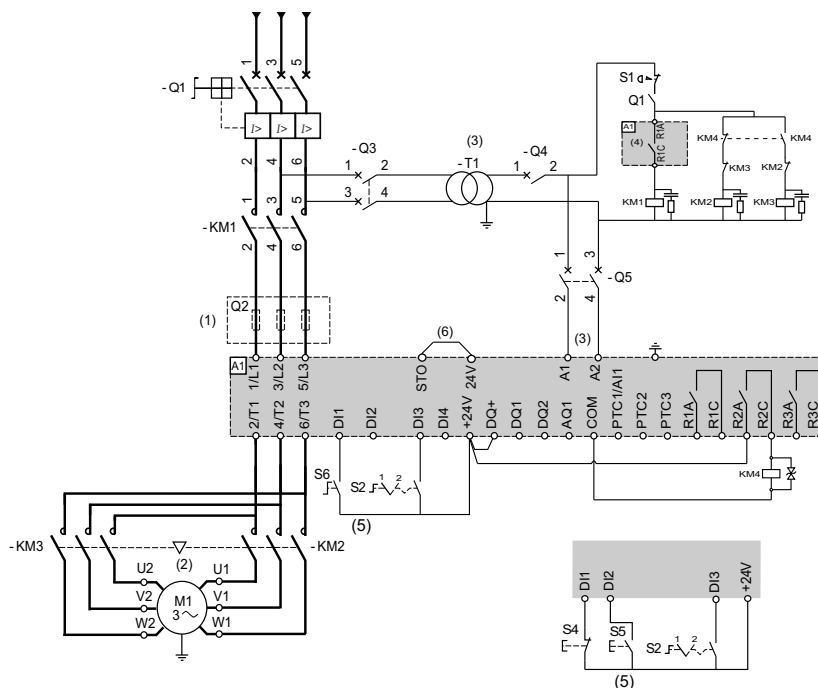 1 3 5
-Q1
I> I> I>
2 4 6
-Q3
1 2
3 4
(3)
-T1
-Q4
1 2
S1
Q1
A1
(4)
R1A
R1C
KM4 KM4
KM3 KM2
KM1 KM2 KM3
1 3 5
-KM1
2 4 6
1 3
-Q5
2 4
(1)
Q2
(6)
(3)
A1
1/L1 3/L2 5/L3 STO 24V A1 A2
2/T1 4/T2 6/T3 DI1 DI2 DI3 DI4 +24V DQ+ DQ1 DQ2 AQ1 COM PTC1/AI1 PTC2 PTC3 R1A R1C R2A R2C R3A R3C
S6
S2 1 2
(5)
KM4
-KM3
(2)
-KM2
U2 U1
V2 V1
W2 W1
M1
3
DI1 DI2 DI3 +24V
S4 S5 S2 1 2
(5)